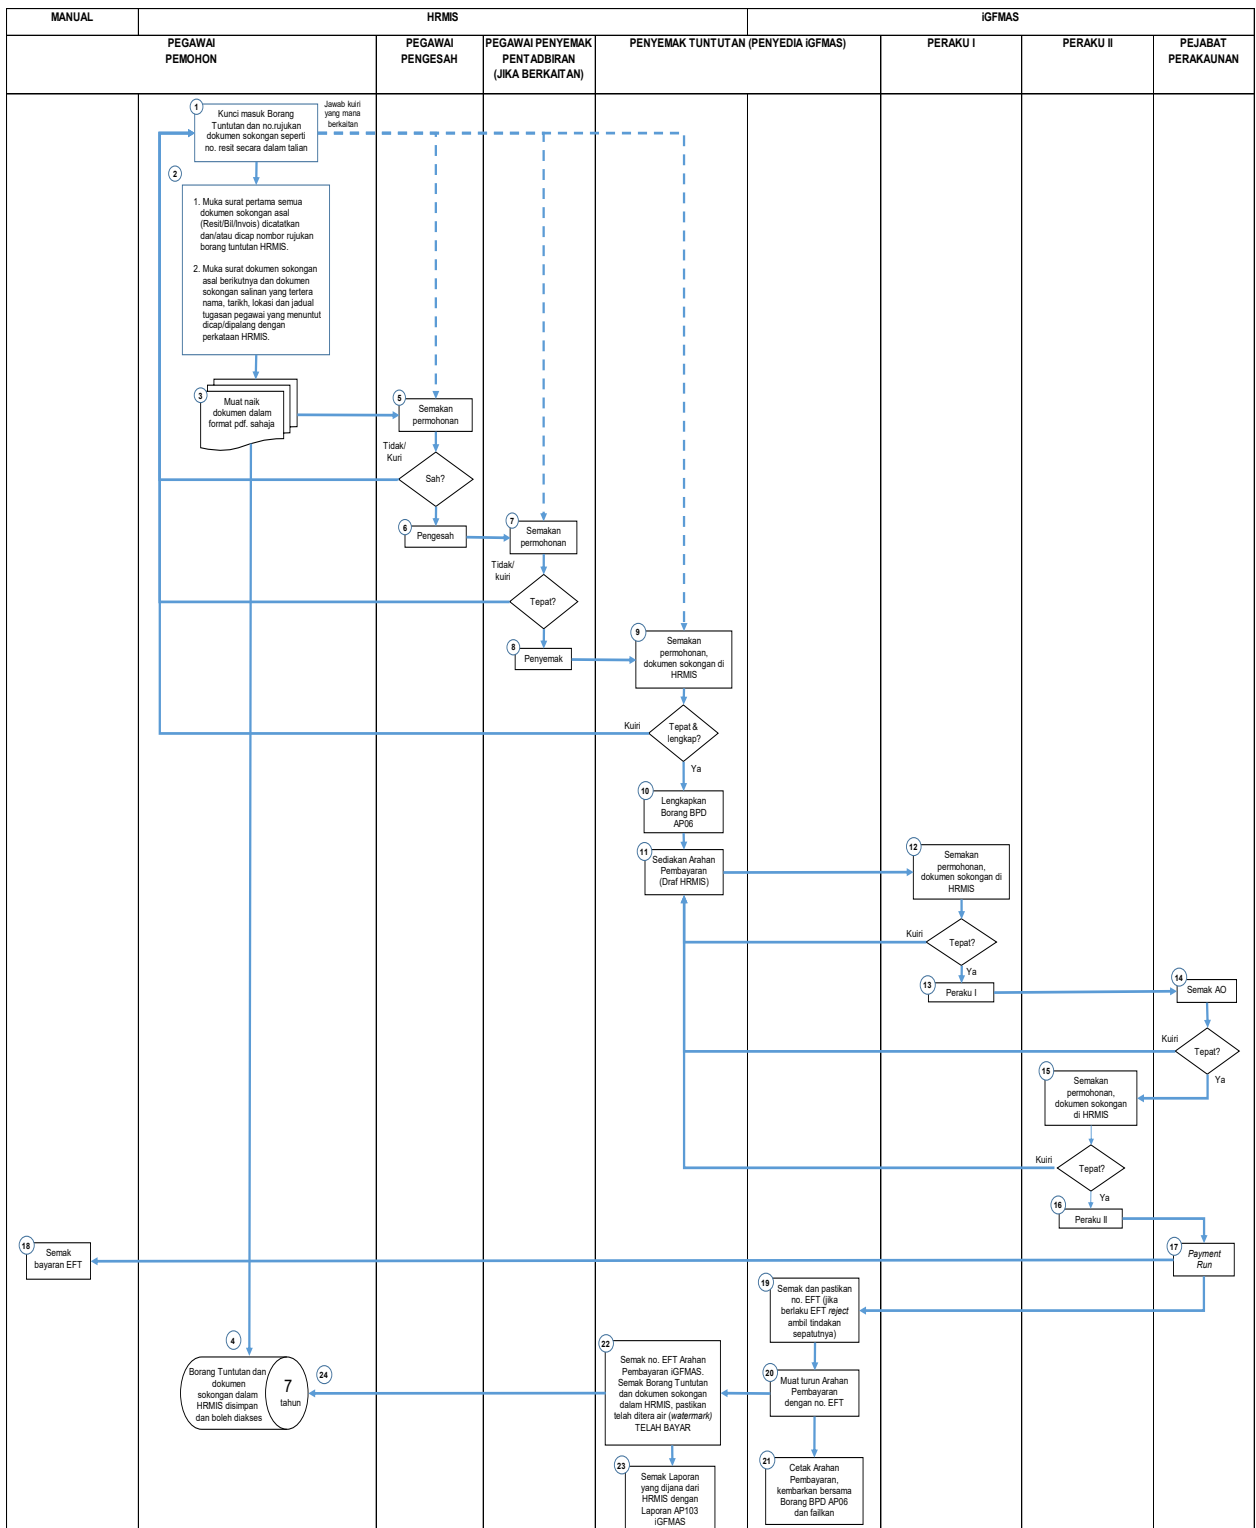 MANUAL
HRMIS
iGFMAS
PEGAWAI
PEMOHON
PEGAWAI
PENGESAH
PEGAWAI PENYEMAK
PENTADBIRAN
(JIKA BERKAITAN)
PENYEMAK TUNTUTAN (PENYEDIA iGFMAS)
PERAKU I
PERAKU II
PEJABAT
PERAKAUNAN
1
Kunci masuk Borang
Tuntutan dan no.rujukan
dokumen sokongan seperti
no. resit secara dalam talian
Jawab kuiri
yang mana
berkaitan
2
1. Muka surat pertama semua
dokumen sokongan asal
(Resit/Bil/Invois) dicatatkan
dan/atau dicap nombor rujukan
borang tuntutan HRMIS.
2. Muka surat dokumen sokongan
asal berikutnya dan dokumen
sokongan salinan yang tertera
nama, tarikh, lokasi dan jadual
tugasan pegawai yang menuntut
dicap/dipalang dengan
perkataan HRMIS.
3
Muat naik
dokumen dalam
format pdf. sahaja
5
Semakan
permohonan
Tidak/
Kuri
Sah?
6
Pengesah
7
Semakan
permohonan
Tidak/
kuiri
Tepat?
8
Penyemak
9
Semakan
permohonan,
dokumen sokongan di
HRMIS
Kuiri
Tepat &
lengkap?
Ya
10
Lengkapkan
Borang BPD
AP06
11
Sediakan Arahan
Pembayaran
(Draf HRMIS)
12
Semakan
permohonan,
dokumen sokongan di
HRMIS
Kuiri
Tepat?
Ya
13
Peraku I
14
Semak AO
Kuiri
Tepat?
Ya
15
Semakan
permohonan,
dokumen sokongan
di HRMIS
Kuiri
Tepat?
Ya
16
Peraku II
17
Payment
Run
18
Semak
bayaran EFT
19
Semak dan pastikan
no. EFT (jika
berlaku EFT reject
ambil tindakan
sepatutnya)
20
Muat turun Arahan
Pembayaran
dengan no. EFT
21
Cetak Arahan
Pembayaran,
kembarkan bersama
Borang BPD AP06
dan failkan
22
Semak no. EFT Arahan
Pembayaran iGFMAS.
Semak Borang Tuntutan
dan dokumen sokongan
dalam HRMIS, pastikan
telah ditera air (watermark)
TELAH BAYAR
23
Semak Laporan
yang dijana dari
HRMIS dengan
Laporan AP103
iGFMAS
24
4
Borang Tuntutan dan
dokumen
sokongan dalam
HRMIS disimpan
dan boleh diakses
7
tahun